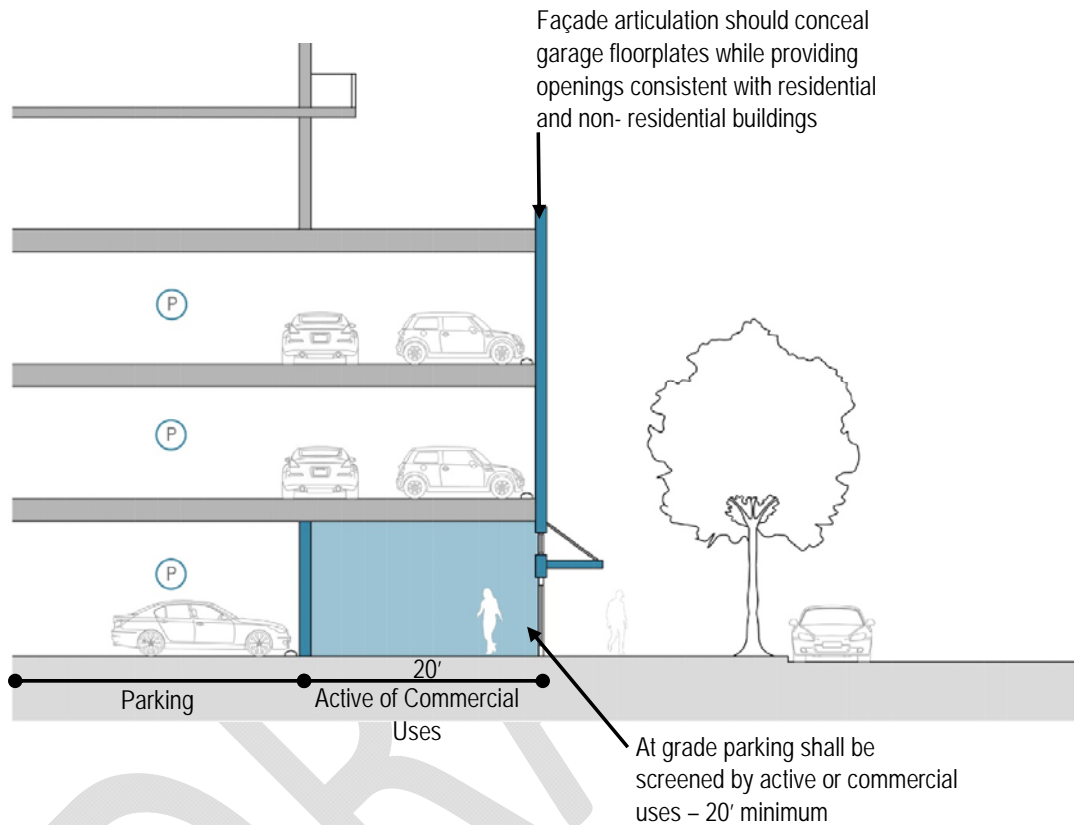 Façade articulation should conceal
garage floorplates while providing
openings consistent with residential
and non- residential buildings
P
P
P
20′
Parking
Active of Commercial
Uses
At grade parking shall be
screened by active or commercial
uses – 20′ minimum